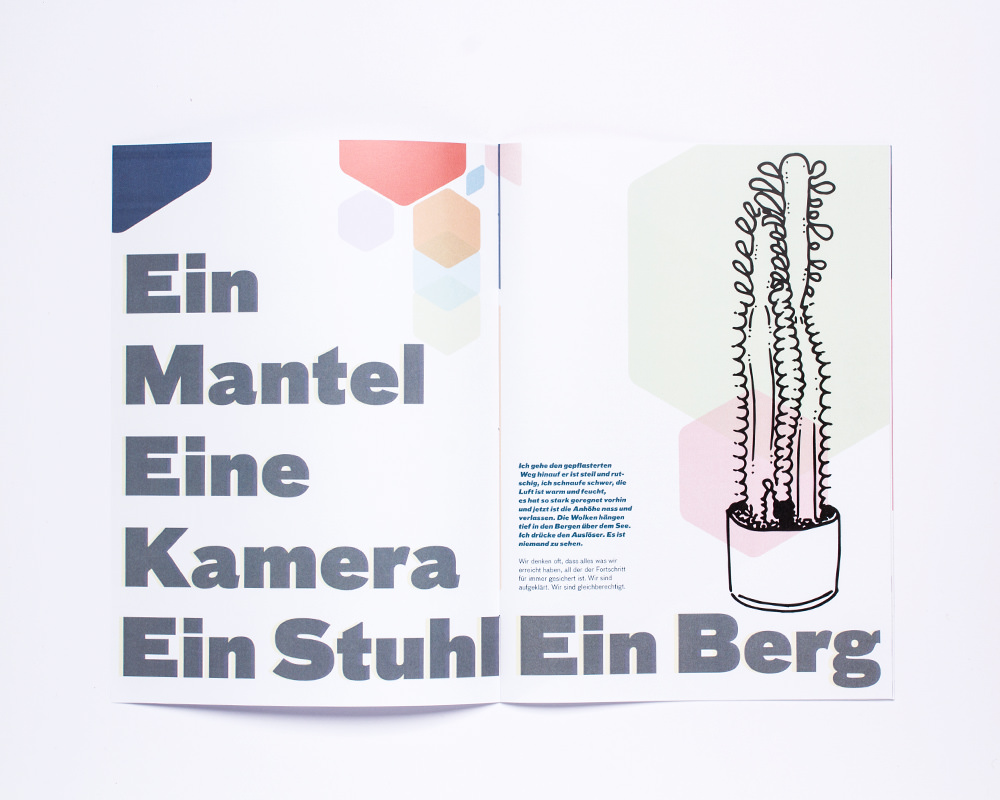 Ein
Mantel
Eine
Kamera
Ein Stuhl Ein Berg
Ich gehe den gepflasterten
Weg hinauf er ist steil und rut-
schig, ich schnaufe schwer, die
Luft ist warm und feucht,
es hat so stark geregnet vorhin
und jetzt ist die Anhöhe nass und
verlassen. Die Wolken hängen
tief in den Bergen über dem See.
Ich drücke den Auslöser. Es ist
niemand zu sehen.
Wir denken oft, dass alles was wir
erreicht haben, all der der Fortschritt
für immer gesichert ist. Wir sind
aufgeklärt. Wir sind gleichberechtigt.